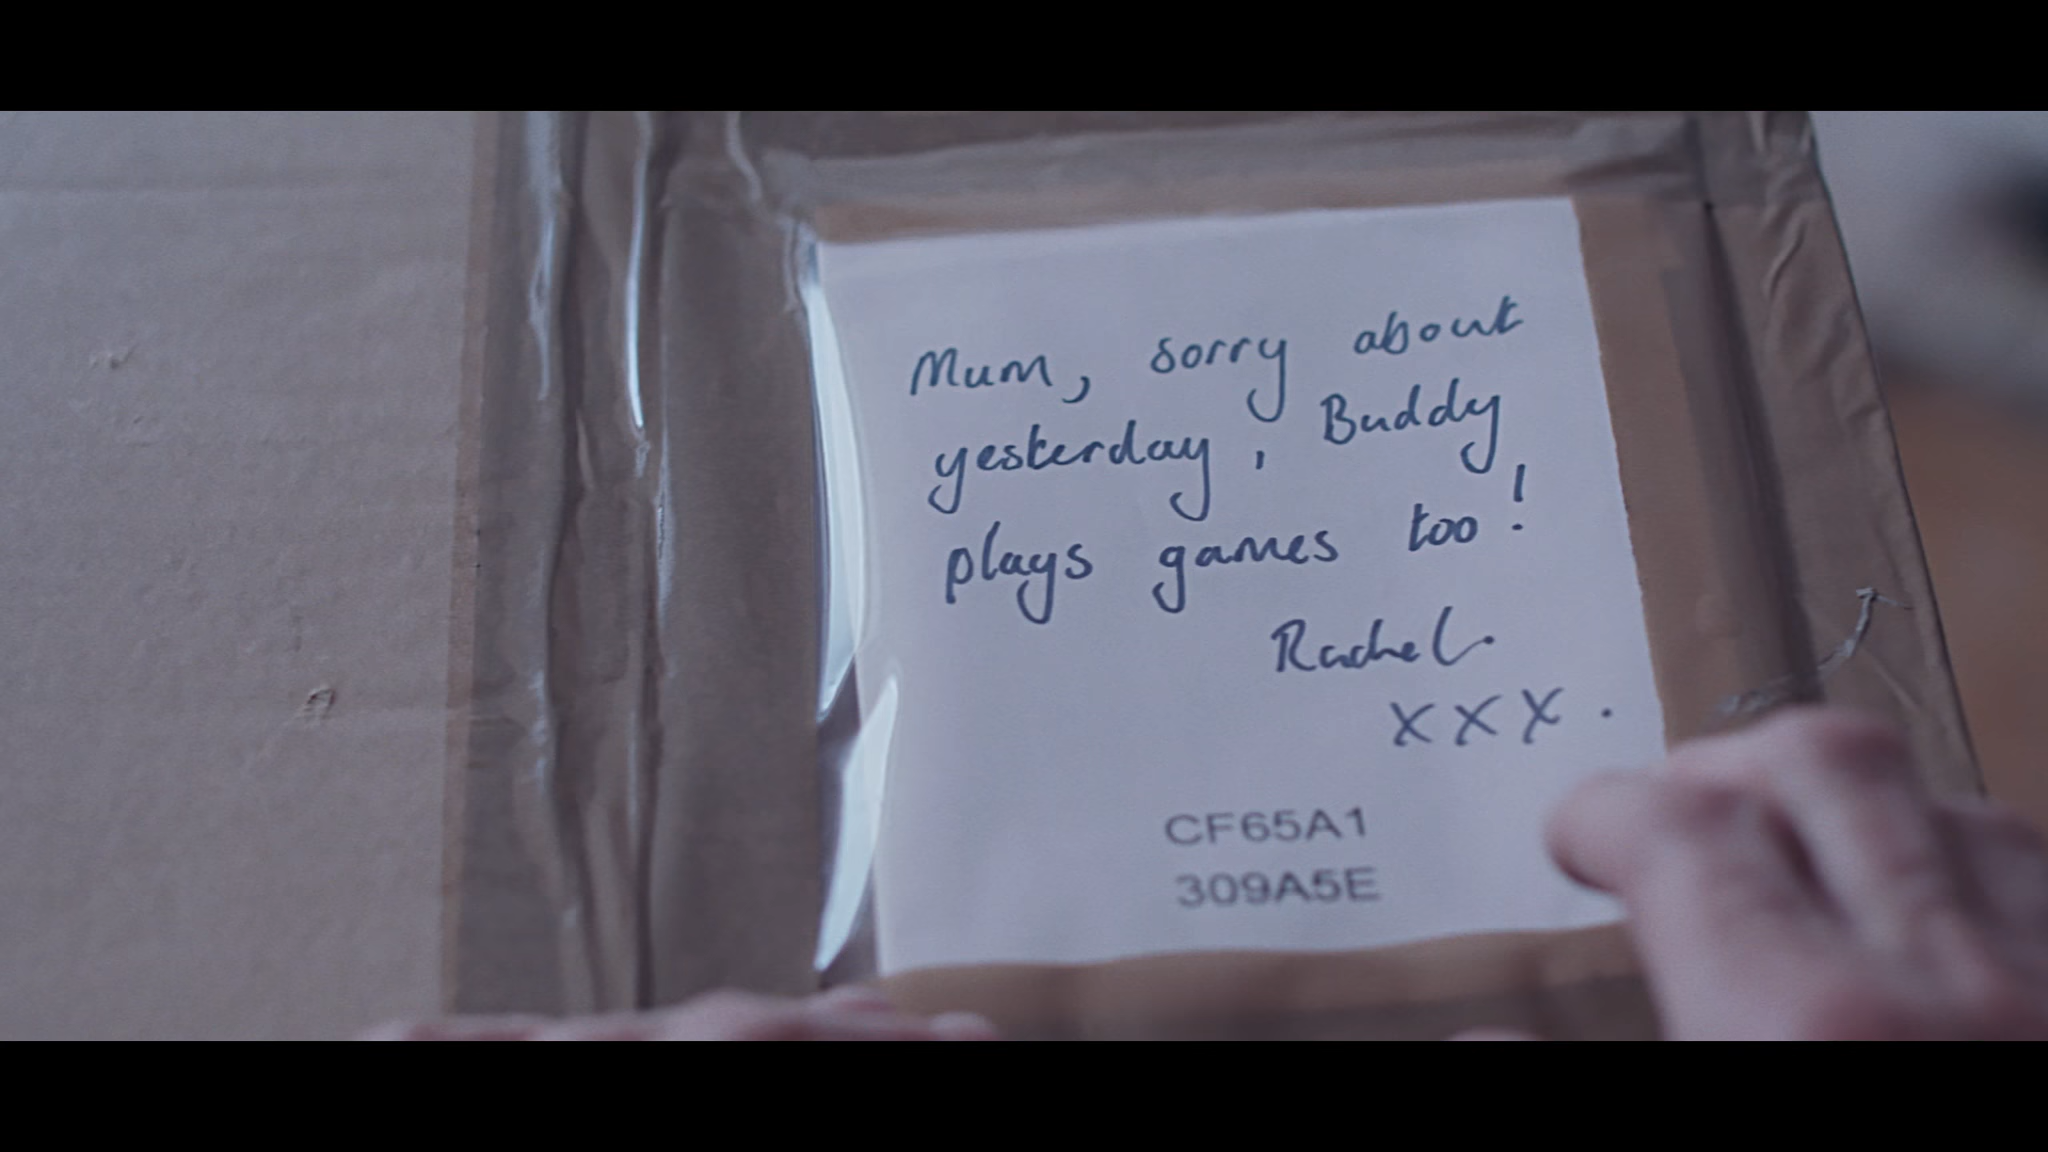 Mum, sorry about
yesterday, Buddy
plays games too!
Rachel.
xxx.
CF65A1
309A5E